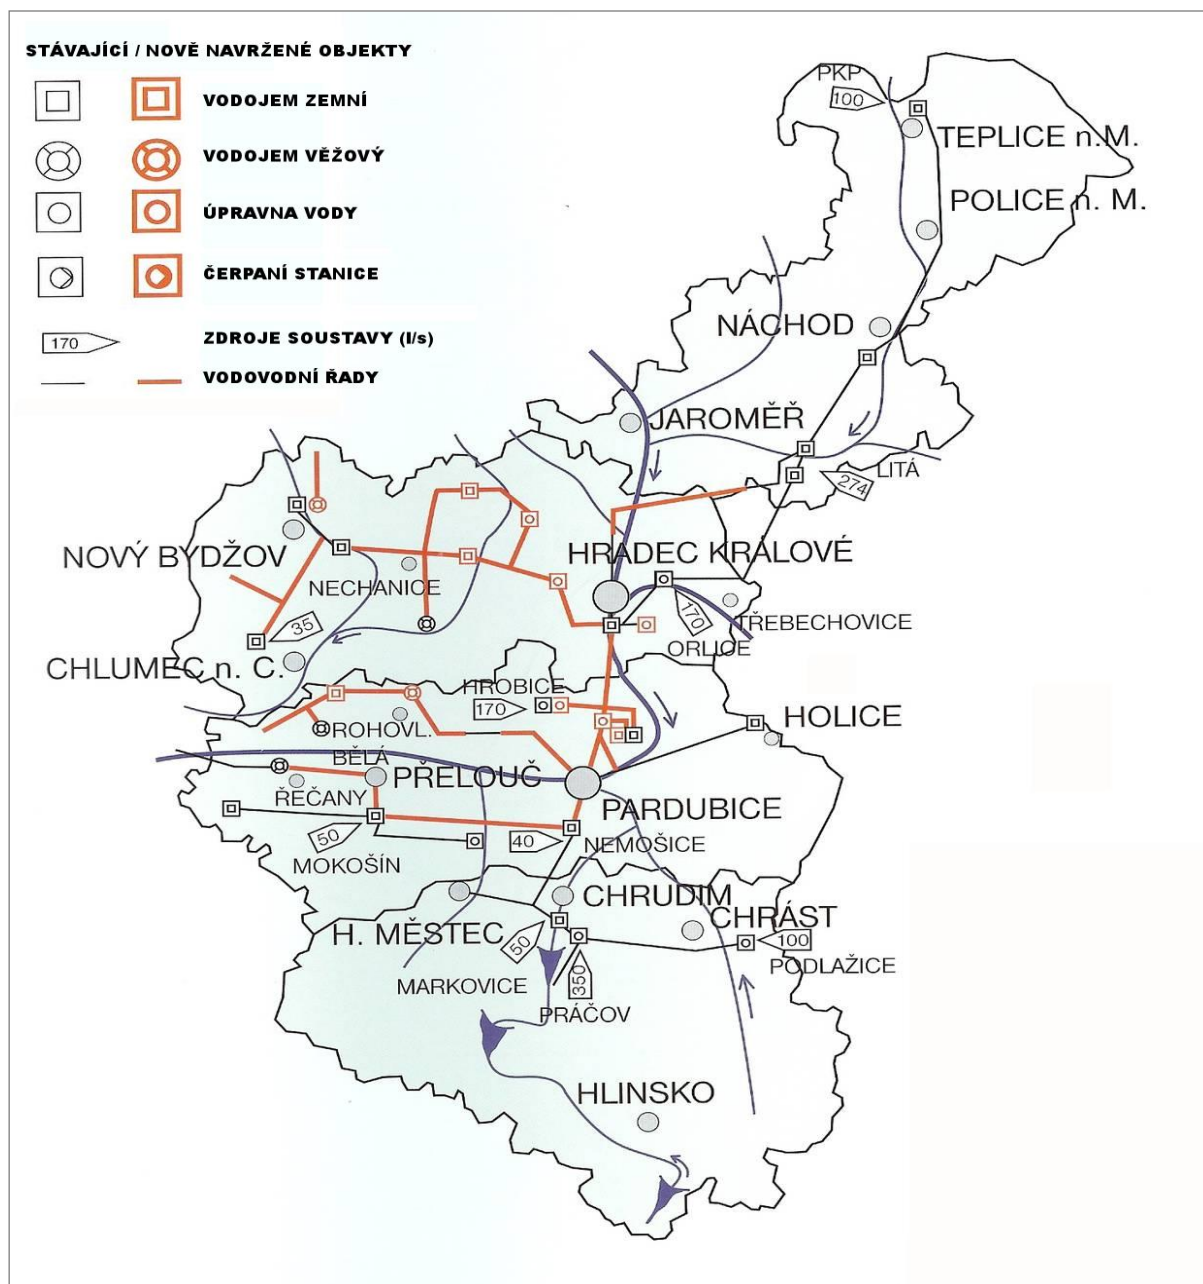 STÁVAJÍCÍ / NOVĚ NAVRŽENÉ OBJEKTY
VODOJEM ZEMNÍ
VODOJEM VĚŽOVÝ
ÚPRAVNA VODY
ČERPANÍ STANICE
170
ZDROJE SOUSTAVY (l/s)
VODOVODNÍ ŘADY
PKP
100
TEPLICE n.M.
POLICE n. M.
NÁCHOD
JAROMĚŘ
LITÁ
274
HRADEC KRÁLOVÉ
NOVÝ BYDŽOV
NECHANICE
35
170
TŘEBECHOVICE
ORLICE
CHLUMEC n. C.
HROBICE
170
HOLICE
ROHOVL.
BĚLÁ
PŘELOUČ
ŘEČANY
PARDUBICE
50
40
NEMOŠICE
MOKOŠÍN
CHRUDIM
CHRÁST
H. MĚSTEC
50
100
PODLAŽICE
MARKOVICE
350
PRÁČOV
HLINSKO